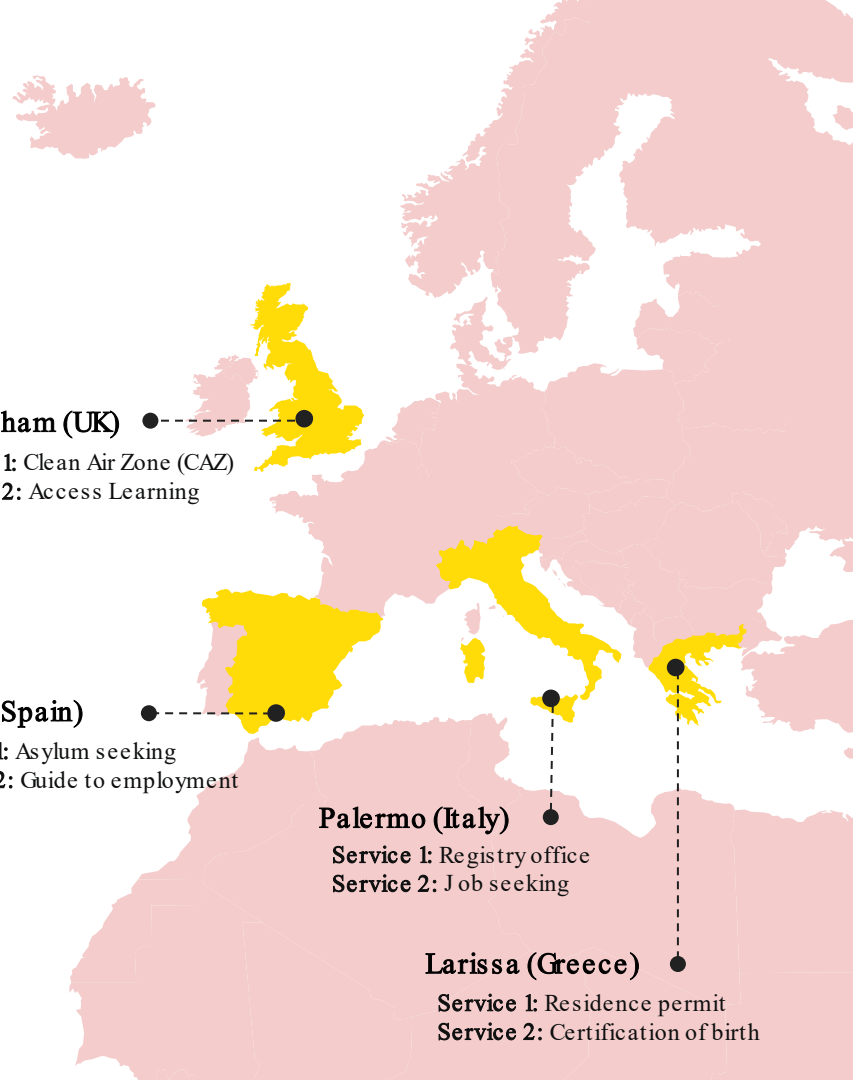 ham (UK)
1: Clean Air Zone (CAZ)
2: Access Learning
Spain)
1: Asylum seeking
2: Guide to employment
Palermo (Italy)
Service 1: Registry office
Service 2: Job seeking
Larissa (Greece)
Service 1: Residence permit
Service 2: Certification of birth